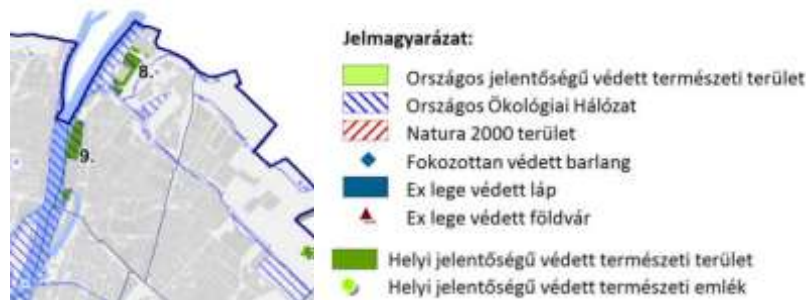 8.
9.
Jelmagyarázat:
Országos jelentőségű védett természeti terület
Országos Ökológiai Hálózat
Natura 2000 terület
Fokozottan védett barlang
Ex lege védett láp
Ex lege védett földvár
Helyi jelentőségű védett természeti terület
Helyi jelentőségű védett természeti emlék